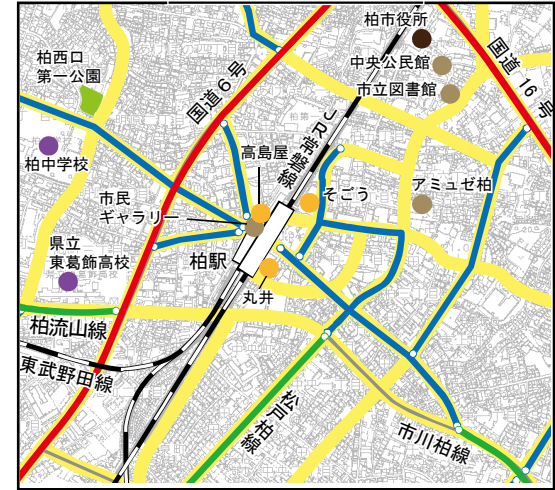 柏市役所
中央公民館
市立図書館
国道16号
柏西口
第一公園
国道6号
JR常磐線
柏中学校
高島屋
そごう
アミュゼ柏
市民
ギャラリー
県立
東葛飾高校
柏駅
丸井
柏流山線
東武野田線
松戸柏線
市川柏線